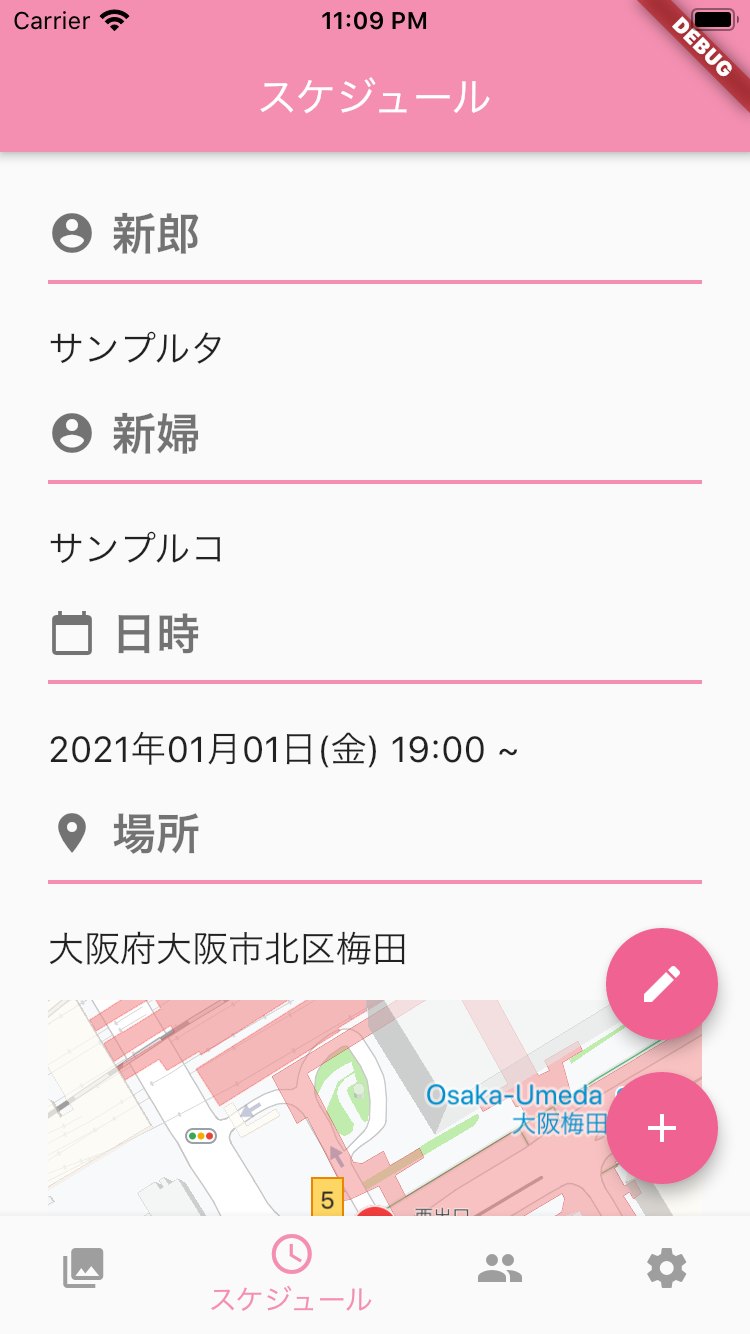 Carrier 11:09 PM
DEBUG
スケジュール
新郎
サンプルタ
新婦
サンプルコ
日時
2021年01月01日(金) 19:00 ~
場所
大阪府大阪市北区梅田
Osaka-Umeda
大阪梅田
5
西出口
スケジュール